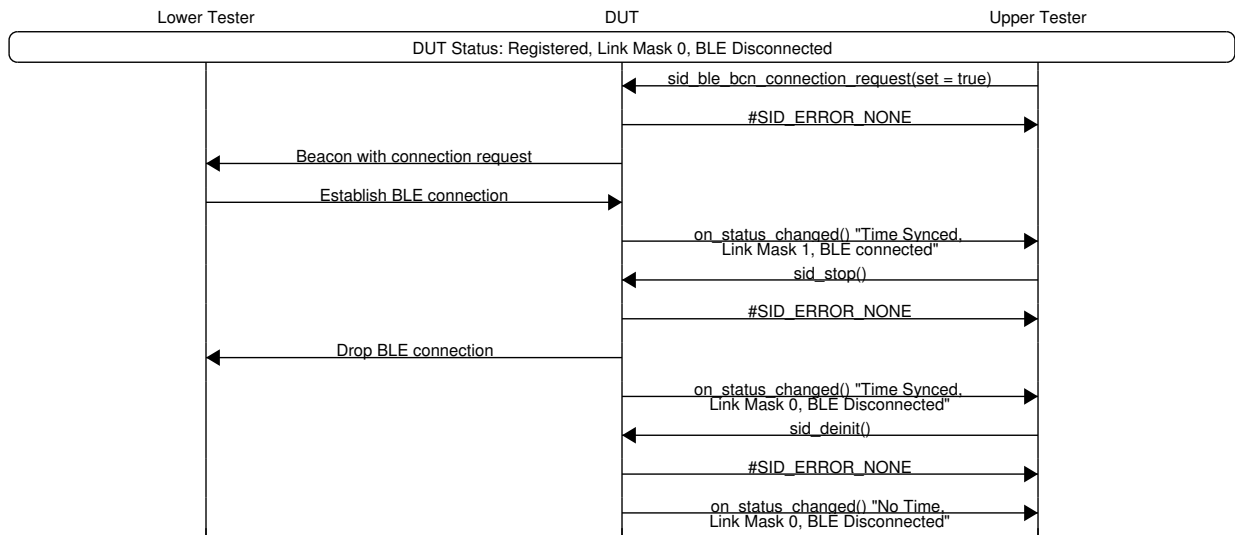 Lower Tester DUT Upper Tester
DUT Status: Registered, Link Mask 0, BLE Disconnected
sid_ble_bcn_connection_request(set = true)
#SID_ERROR_NONE
Beacon with connection request
Establish BLE connection
on_status_changed() "Time Synced,
Link Mask 1, BLE connected"
sid_stop()
#SID_ERROR_NONE
Drop BLE connection
on_status_changed() "Time Synced,
Link Mask 0, BLE Disconnected"
sid_deinit()
#SID_ERROR_NONE
on_status_changed() "No Time,
Link Mask 0, BLE Disconnected"